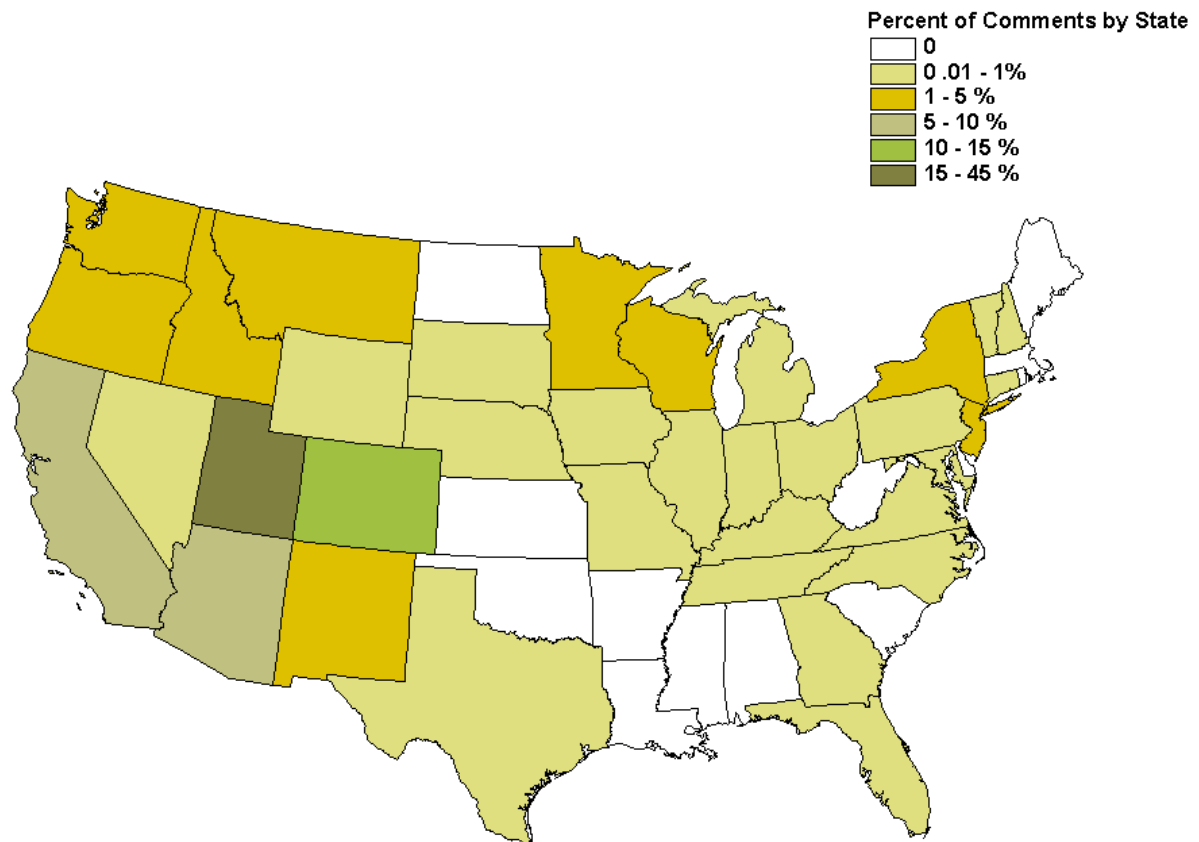 Percent of Comments by State
0
0 .01 - 1%
1 - 5 %
5 - 10 %
10 - 15 %
15 - 45 %